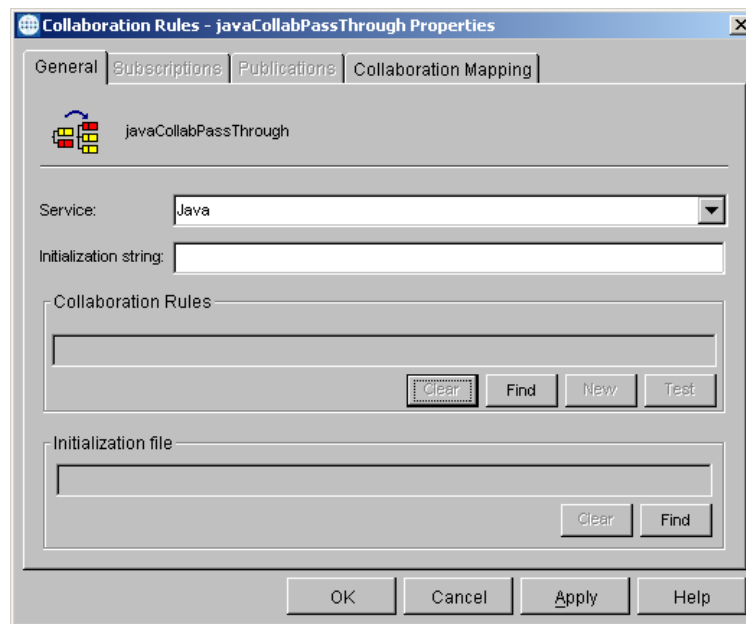 Collaboration Rules - javaCollabPassThrough Properties
General Subscriptions Publications Collaboration Mapping
javaCollabPassThrough
Service: Java
Initialization string:
Collaboration Rules
Clear Find New Test
Initialization file
Clear Find
OK Cancel Apply Help